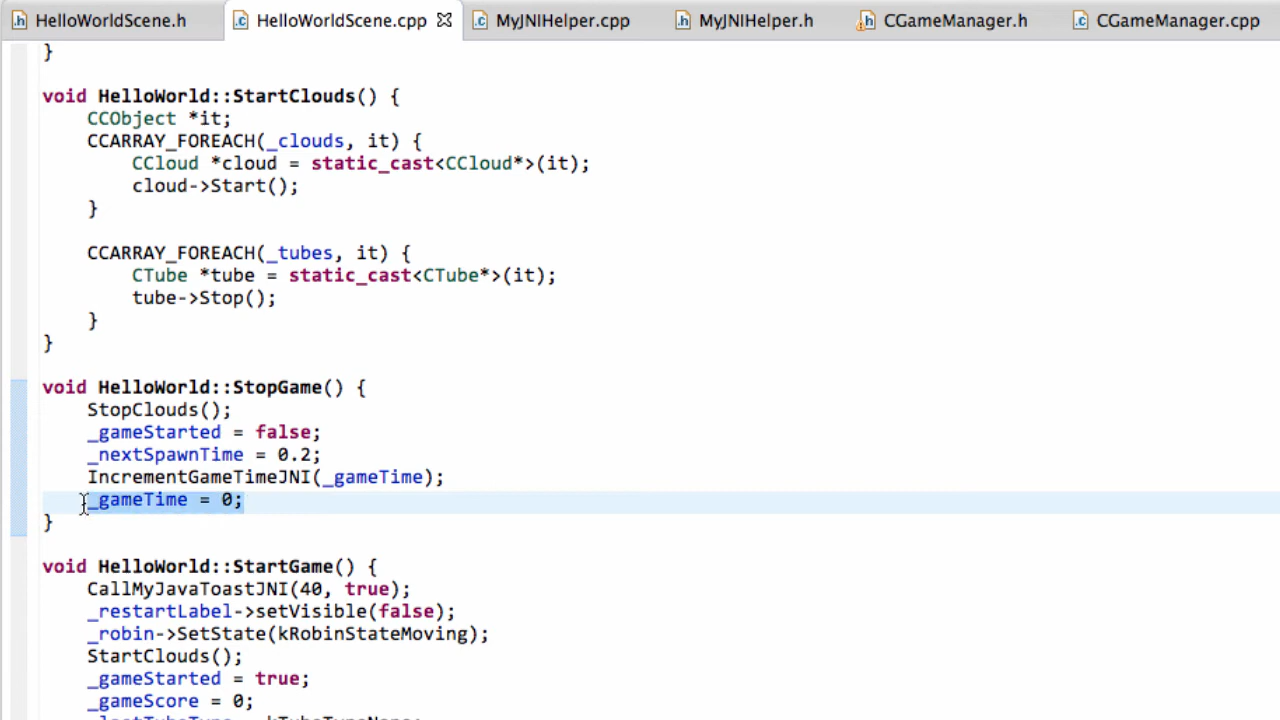 HelloWorldScene.h HelloWorldScene.cpp MyJNIHelper.cpp MyJNIHelper.h CGameManager.h CGameManager.cpp
}
void HelloWorld::StartClouds() {
CCObject *it;
CCARRAY_FOREACH(_clouds, it) {
CCloud *cloud = static_cast<CCloud*>(it);
cloud->Start();
}
CCARRAY_FOREACH(_tubes, it) {
CTube *tube = static_cast<CTube*>(it);
tube->Stop();
}
}
void HelloWorld::StopGame() {
StopClouds();
_gameStarted = false;
_nextSpawnTime = 0.2;
IncrementGameTimeJNI(_gameTime);
_gameTime = 0;
}
void HelloWorld::StartGame() {
CallMyJavaToastJNI(40, true);
_restartLabel->setVisible(false);
_robin->SetState(kRobinStateMoving);
StartClouds();
_gameStarted = true;
_gameScore = 0;
_lastTubeType = kTubeTypeNone;